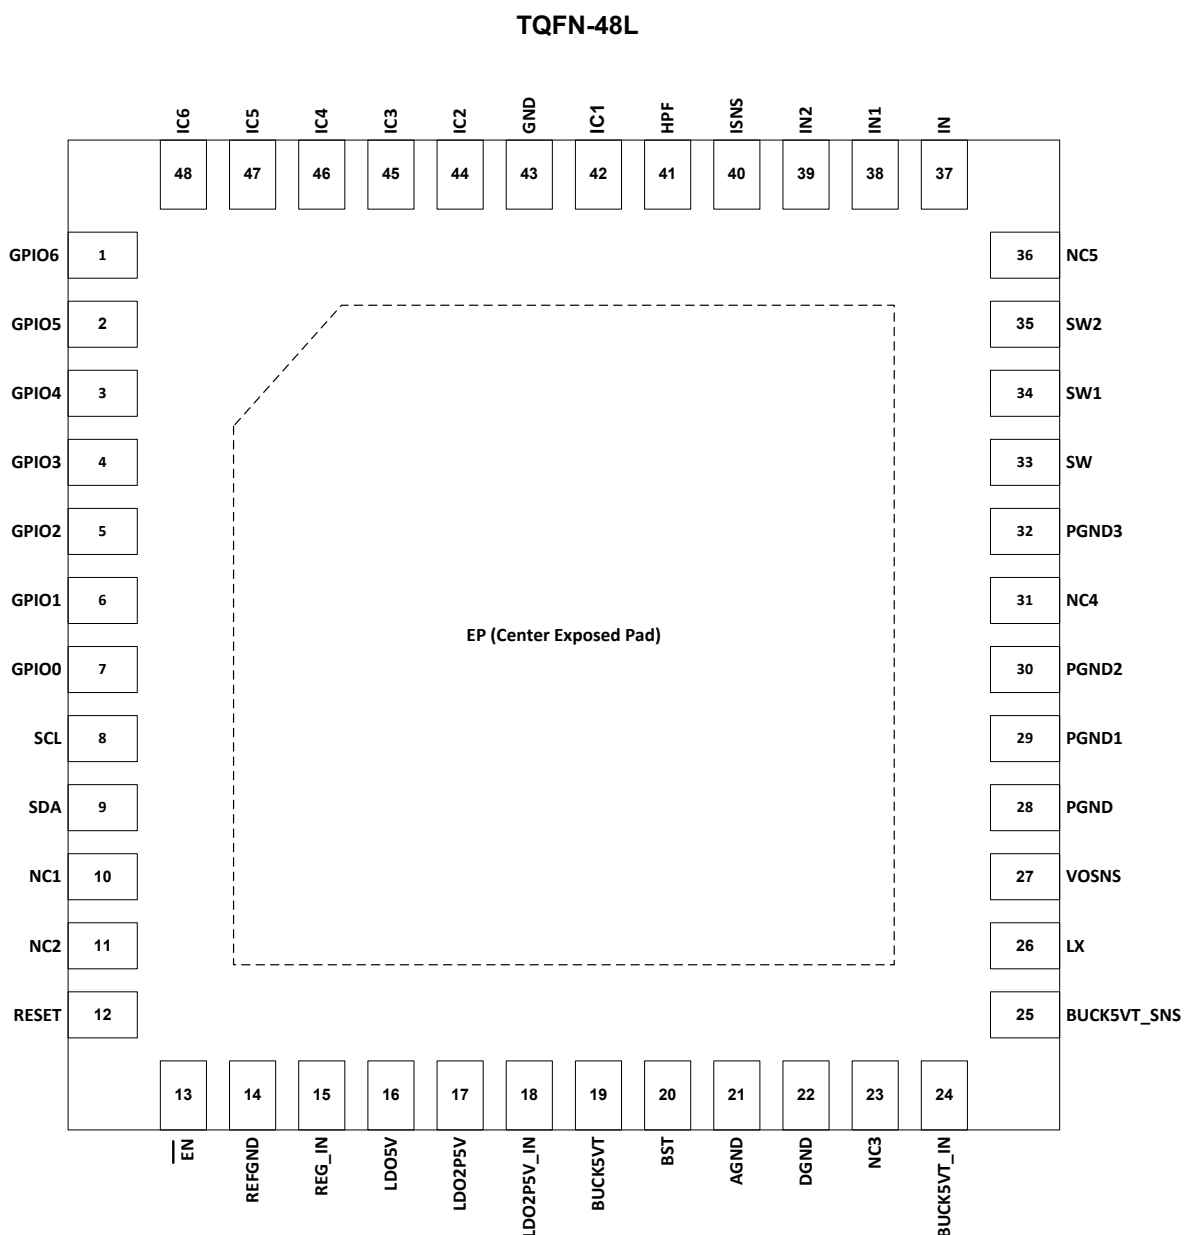 TQFN-48L
IC6 IC5 IC4 IC3 IC2 GND IC1 HPF ISNS IN2 IN1 IN
48 47 46 45 44 43 42 41 40 39 38 37
GPIO6 1 36 NC5
GPIO5 2 35 SW2
GPIO4 3 34 SW1
GPIO3 4 33 SW
GPIO2 5 32 PGND3
GPIO1 6 31 NC4
EP (Center Exposed Pad)
GPIO0 7 30 PGND2
SCL 8 29 PGND1
SDA 9 28 PGND
NC1 10 27 VOSNS
NC2 11 26 LX
RESET 12 25 BUCK5VT_SNS
13 14 15 16 17 18 19 20 21 22 23 24
EN REFGND REG_IN LDO5V LDO2P5V LDO2P5V_IN BUCK5VT BST AGND DGND NC3 BUCK5VT_IN